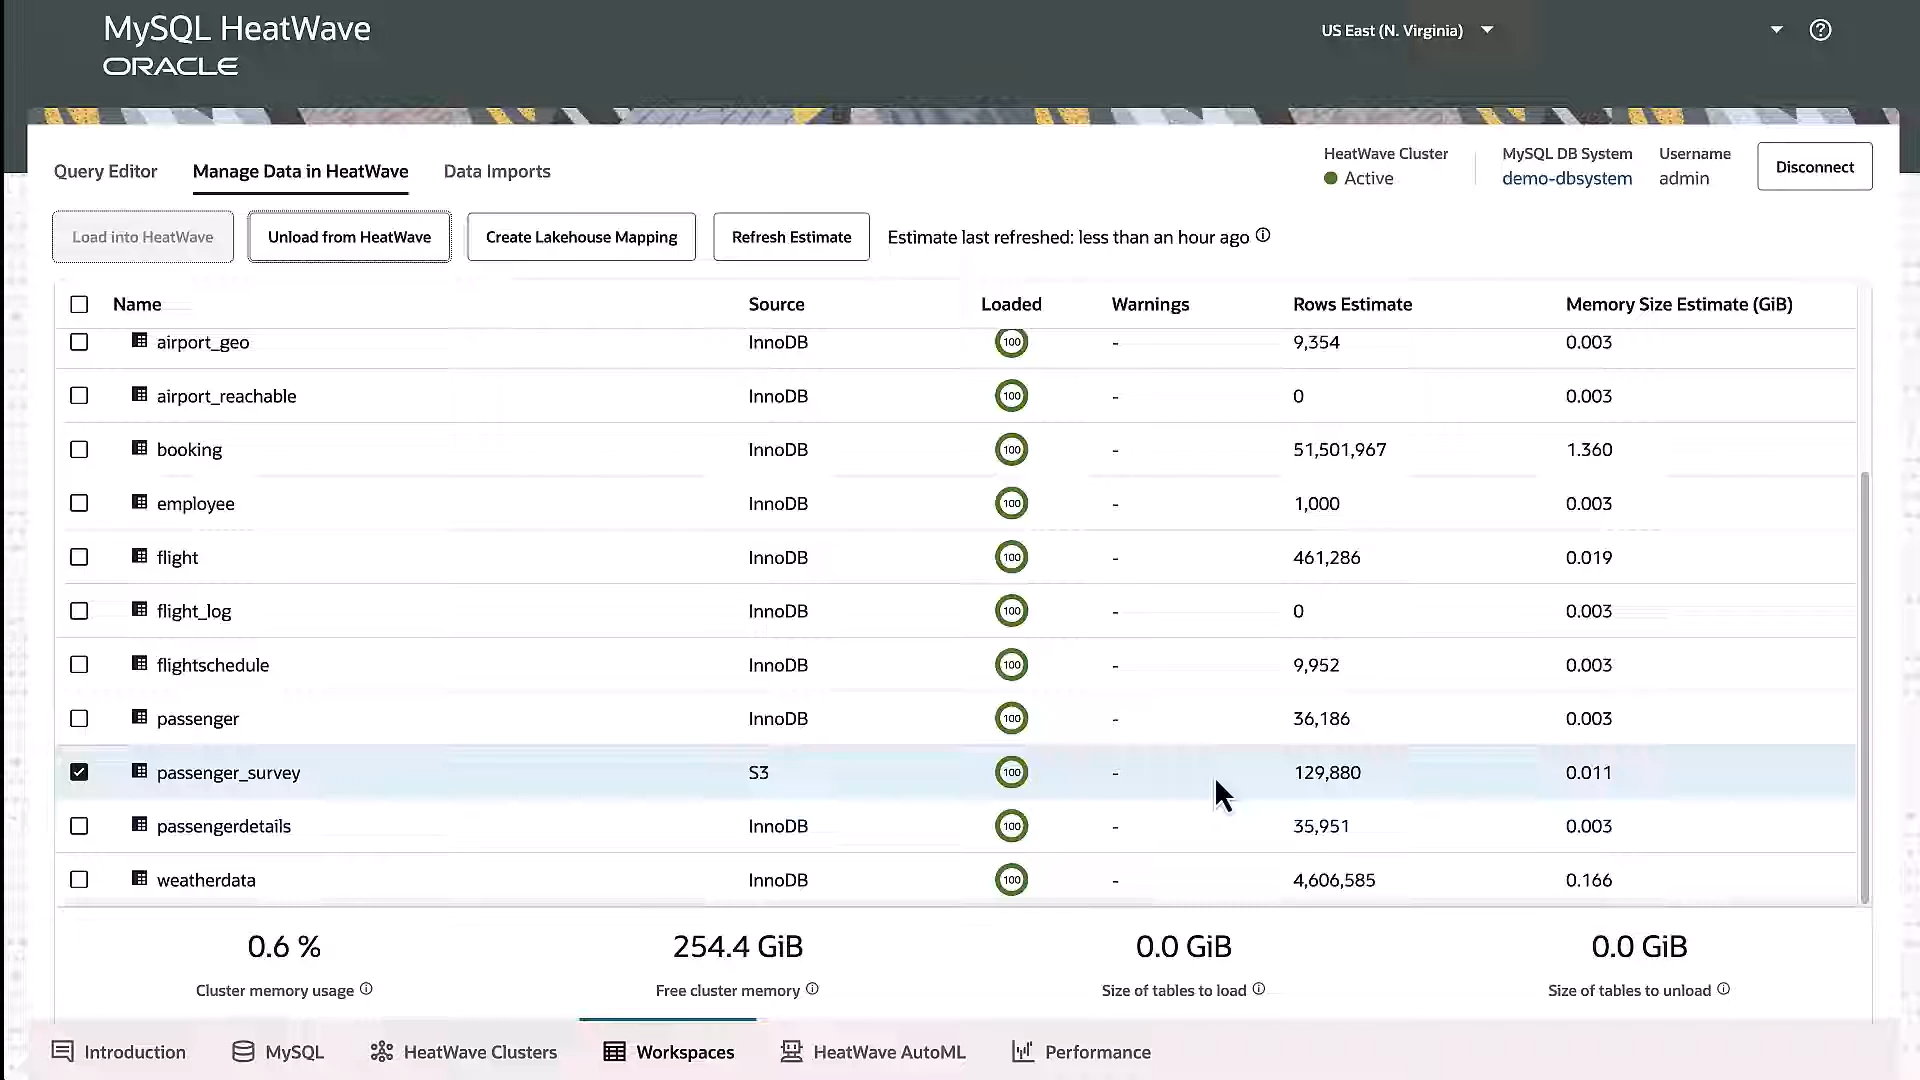 MySQL HeatWave
ORACLE
US East (N. Virginia)
Query Editor
Manage Data in HeatWave
Data Imports
HeatWave Cluster
Active
MySQL DB System
demo-dbsystem
Username
admin
Disconnect
Load into HeatWave
Unload from HeatWave
Create Lakehouse Mapping
Refresh Estimate
Estimate last refreshed: less than an hour ago
Name Source Loaded Warnings Rows Estimate Memory Size Estimate (GiB)
airport_geo InnoDB 100 - 9,354 0.003
airport_reachable InnoDB 100 - 0 0.003
booking InnoDB 100 - 51,501,967 1.360
employee InnoDB 100 - 1,000 0.003
flight InnoDB 100 - 461,286 0.019
flight_log InnoDB 100 - 0 0.003
flightschedule InnoDB 100 - 9,952 0.003
passenger InnoDB 100 - 36,186 0.003
passenger_survey S3 100 - 129,880 0.011
passengerdetails InnoDB 100 - 35,951 0.003
weatherdata InnoDB 100 - 4,606,585 0.166
0.6 %
Cluster memory usage
254.4 GiB
Free cluster memory
0.0 GiB
Size of tables to load
0.0 GiB
Size of tables to unload
Introduction
MySQL
HeatWave Clusters
Workspaces
HeatWave AutoML
Performance